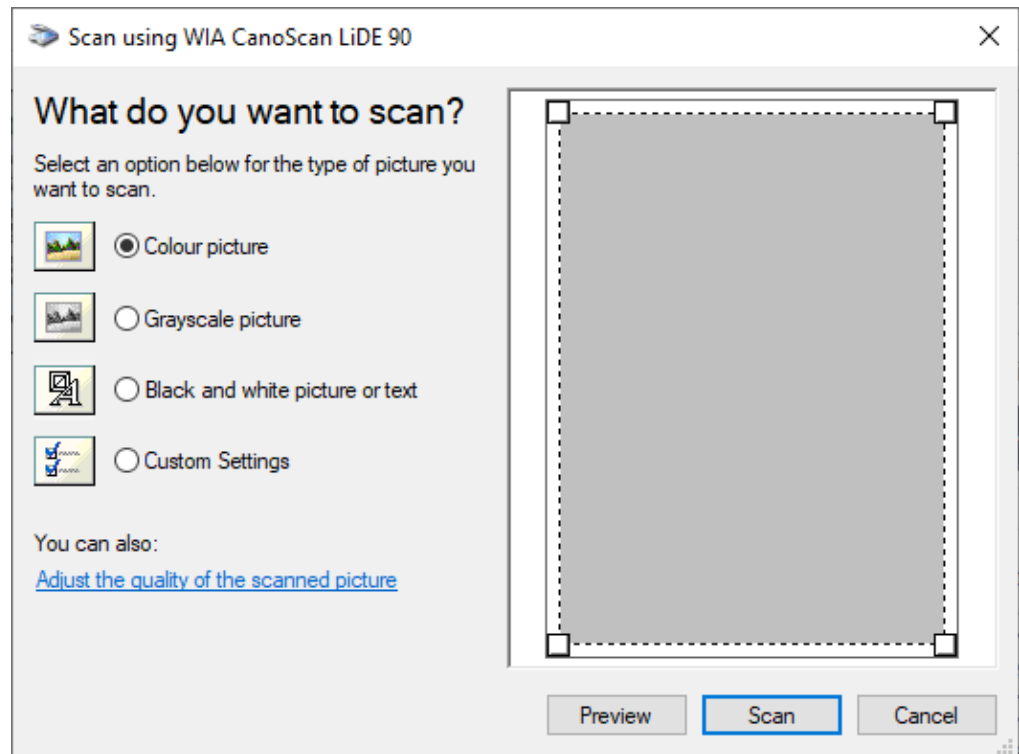 Scan using WIA CanoScan LiDE 90
What do you want to scan?
Select an option below for the type of picture you
want to scan.
Colour picture
Grayscale picture
Black and white picture or text
Custom Settings
You can also:
Adjust the quality of the scanned picture
Preview
Scan
Cancel